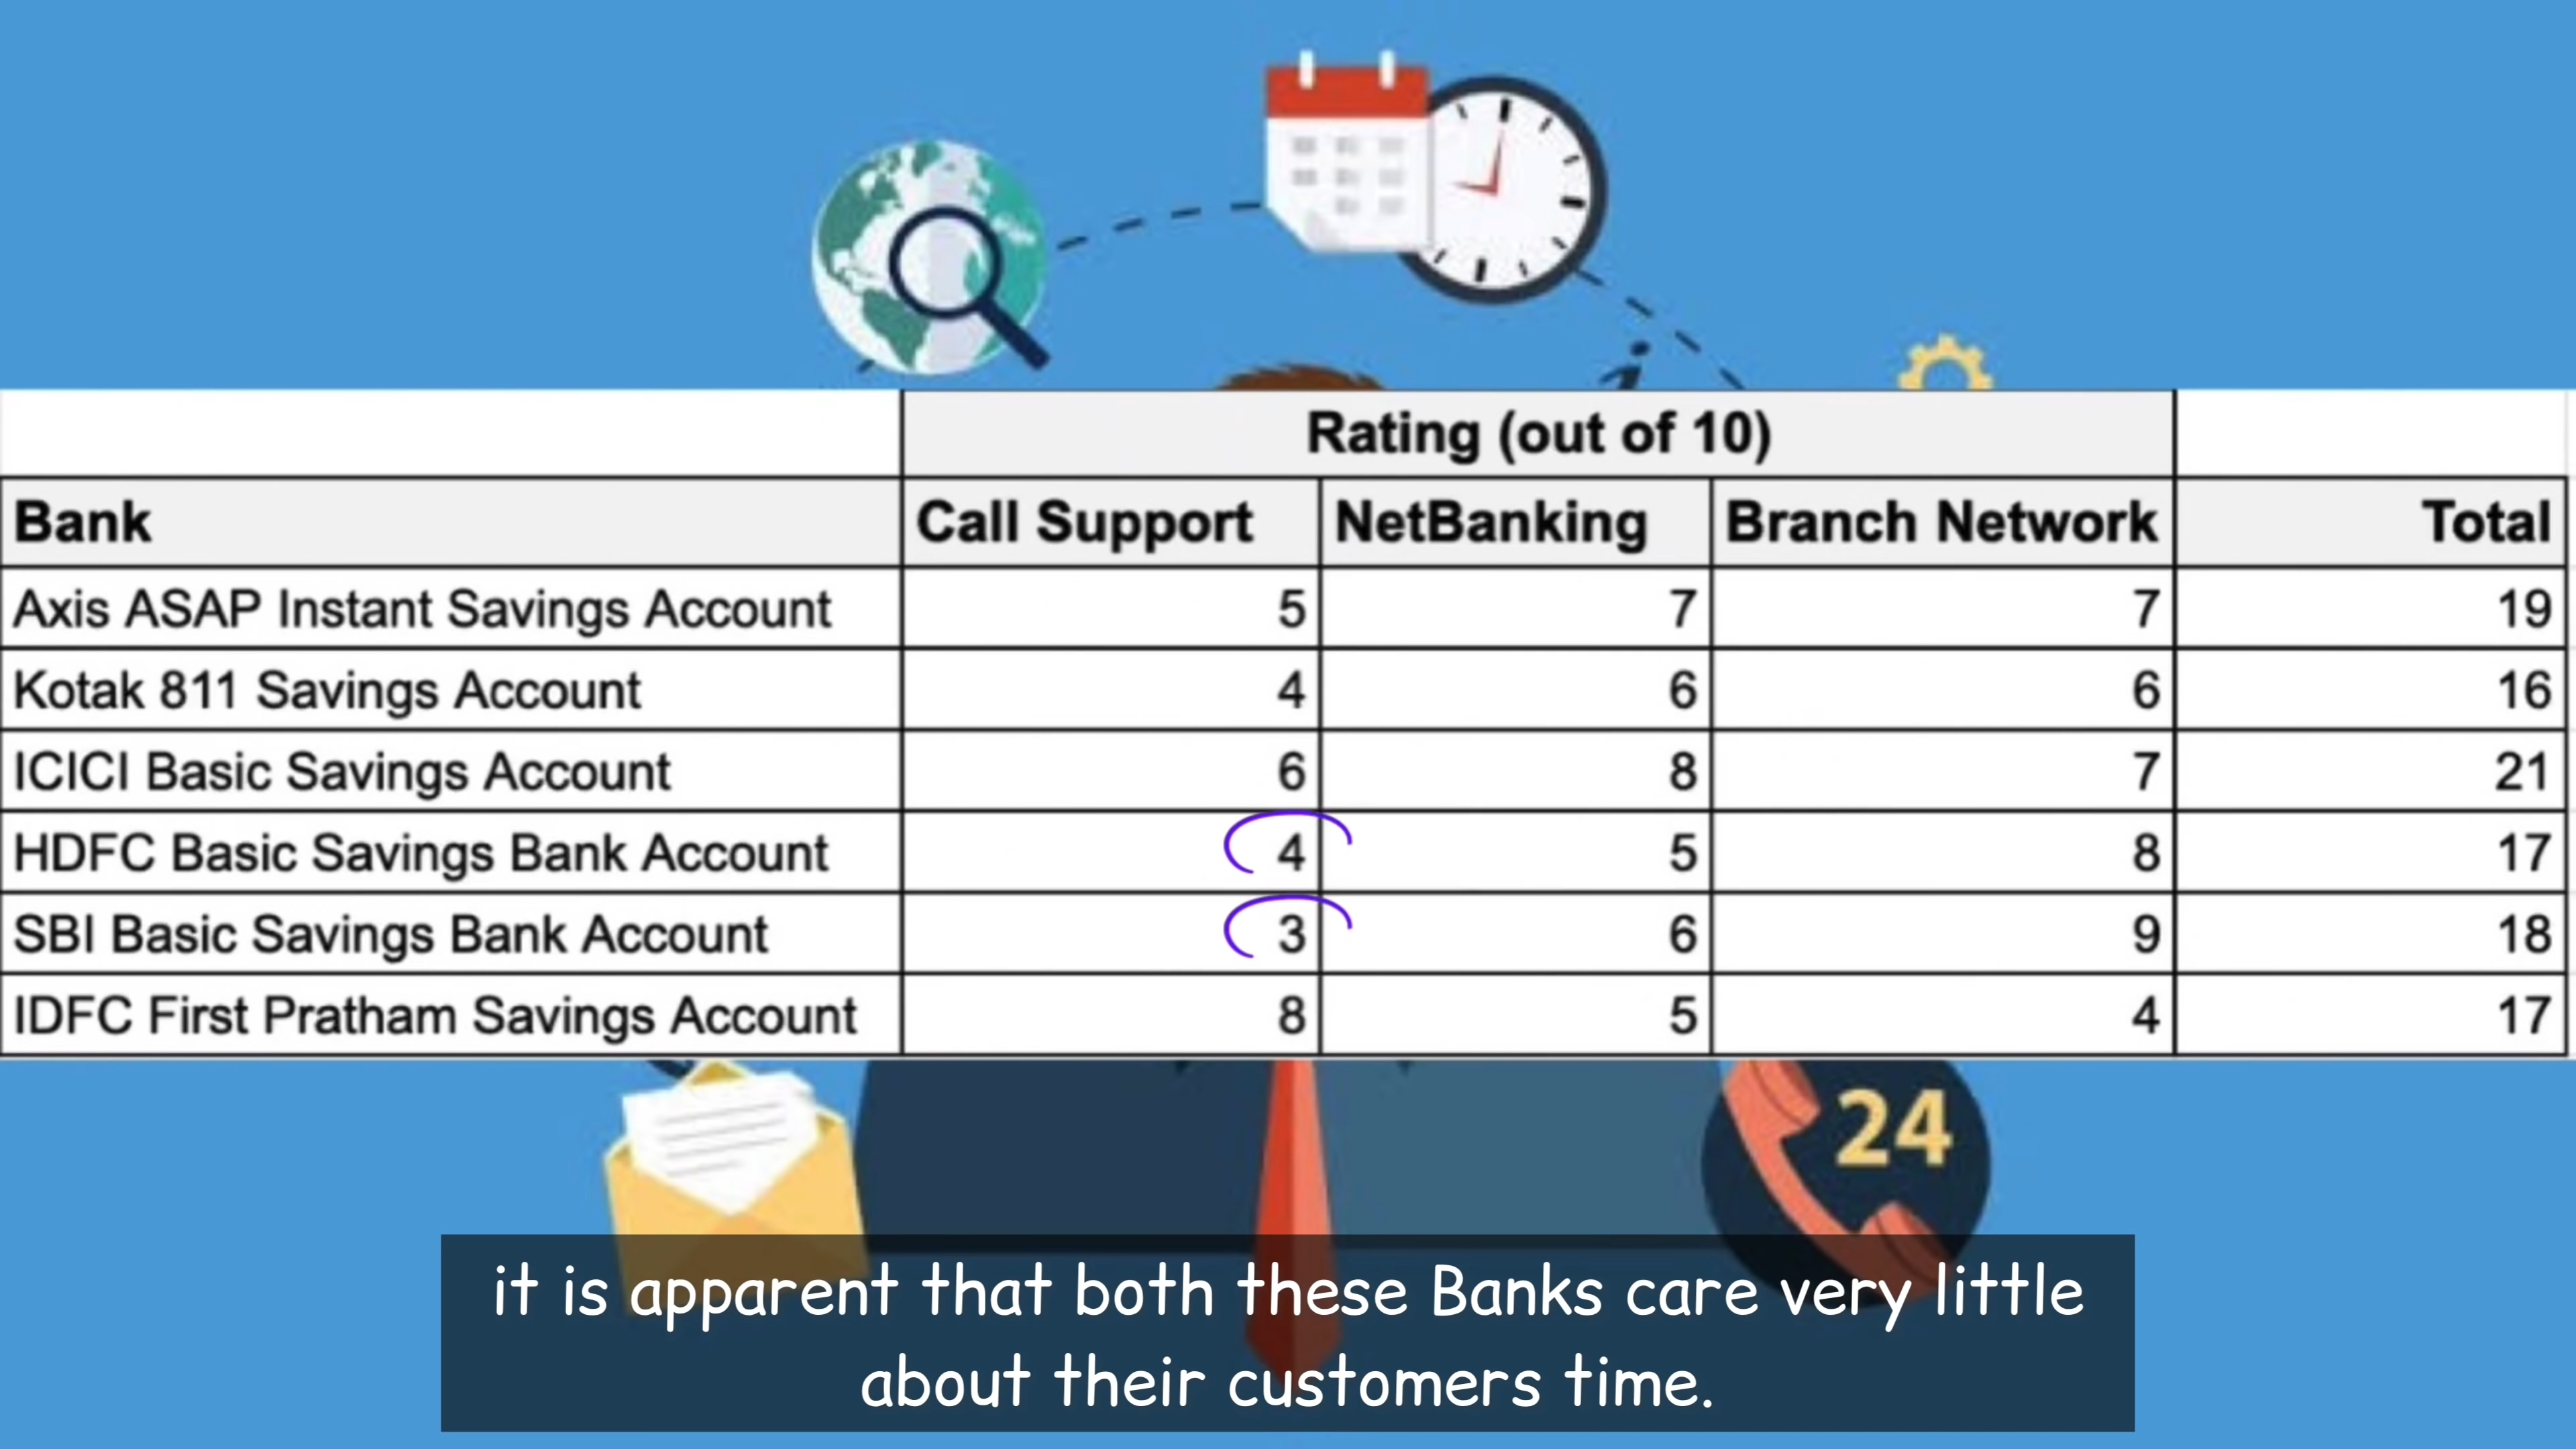 Rating (out of 10)
Bank Call Support NetBanking Branch Network Total
Axis ASAP Instant Savings Account 5 7 7 19
Kotak 811 Savings Account 4 6 6 16
ICICI Basic Savings Account 6 8 7 21
HDFC Basic Savings Bank Account 4 5 8 17
SBI Basic Savings Bank Account 3 6 9 18
IDFC First Pratham Savings Account 8 5 4 17
24
it is apparent that both these Banks care very little
about their customers time.